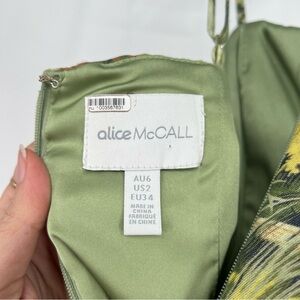 alice McCALL
AU6
US2
EU34
MADE IN
CHINA
FABRIQUÉ
EN CHINE